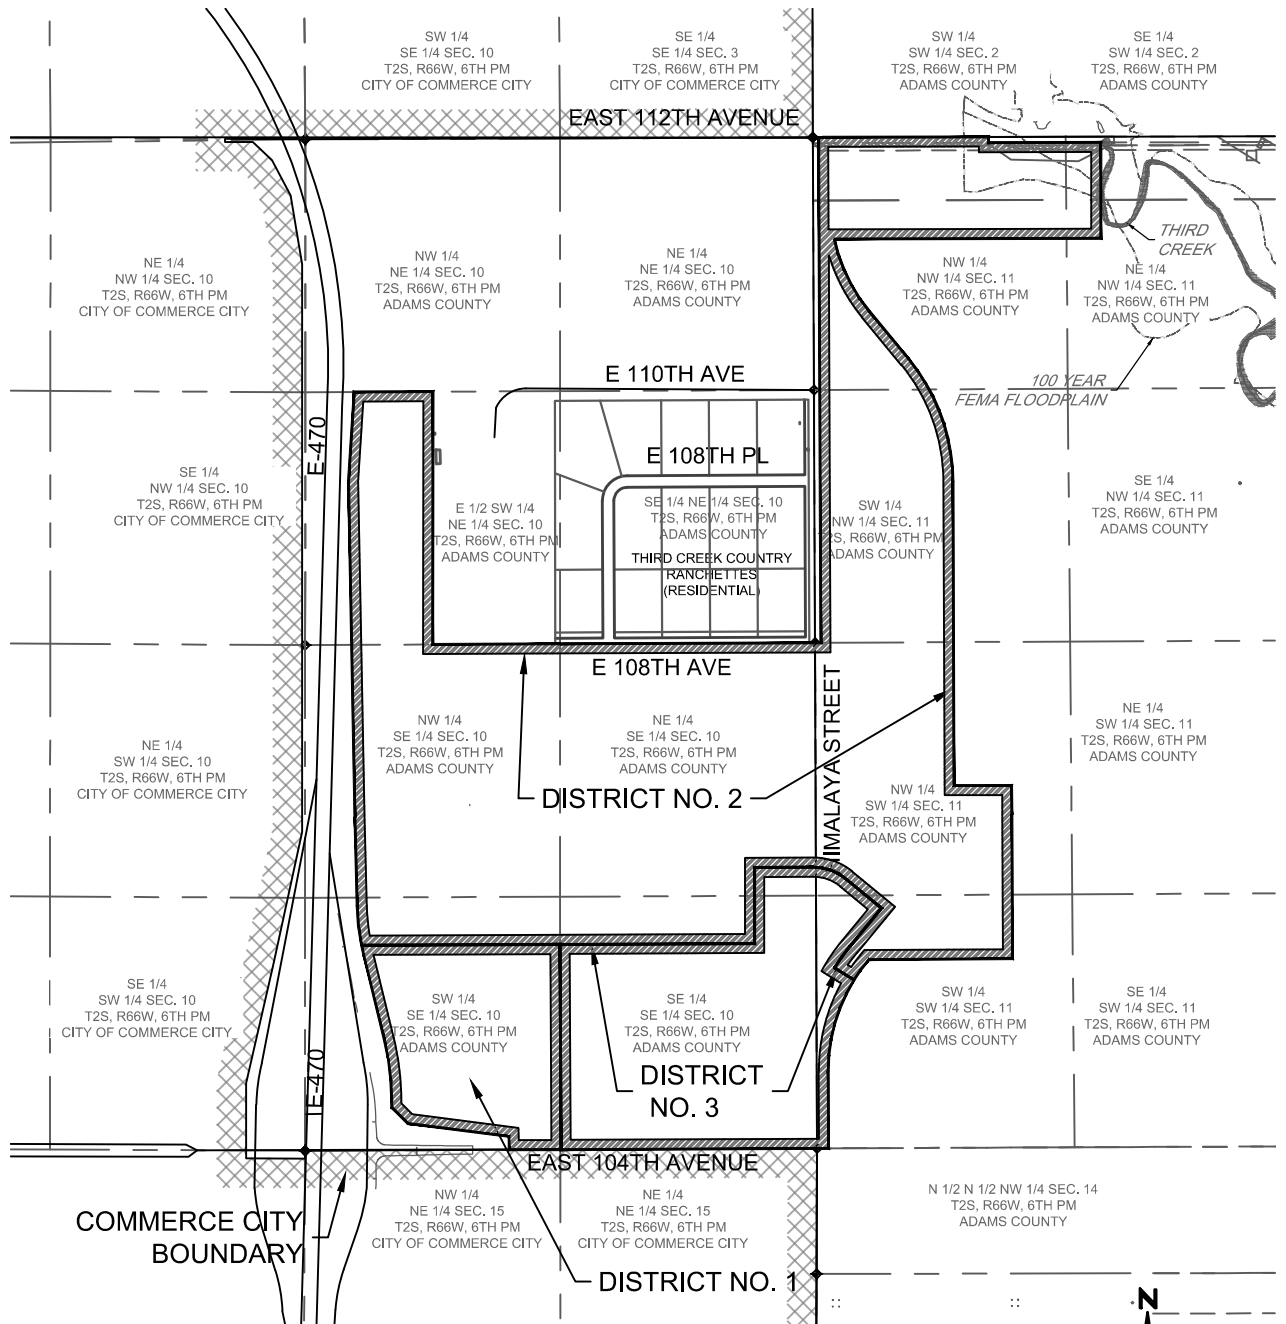 SW 1/4
SE 1/4 SEC. 10
T2S, R66W, 6TH PM
CITY OF COMMERCE CITY
SE 1/4
SE 1/4 SEC. 3
T2S, R66W, 6TH PM
CITY OF COMMERCE CITY
SW 1/4
SW 1/4 SEC. 2
T2S, R66W, 6TH PM
ADAMS COUNTY
SE 1/4
SW 1/4 SEC. 2
T2S, R66W, 6TH PM
ADAMS COUNTY
EAST 112TH AVENUE
THIRD
CREEK
NE 1/4
NW 1/4 SEC. 10
T2S, R66W, 6TH PM
CITY OF COMMERCE CITY
NW 1/4
NE 1/4 SEC. 10
T2S, R66W, 6TH PM
ADAMS COUNTY
NE 1/4
NE 1/4 SEC. 10
T2S, R66W, 6TH PM
ADAMS COUNTY
NW 1/4
NW 1/4 SEC. 11
T2S, R66W, 6TH PM
ADAMS COUNTY
NE 1/4
NW 1/4 SEC. 11
T2S, R66W, 6TH PM
ADAMS COUNTY
E 110TH AVE
100 YEAR
FEMA FLOODPLAIN
E-470
E 108TH PL
SE 1/4
NW 1/4 SEC. 10
T2S, R66W, 6TH PM
CITY OF COMMERCE CITY
E 1/2 SW 1/4
NE 1/4 SEC. 10
T2S, R66W, 6TH PM
ADAMS COUNTY
SE 1/4 NE 1/4 SEC. 10
T2S, R66W, 6TH PM
ADAMS COUNTY
THIRD CREEK COUNTRY
RANCHETTES
(RESIDENTIAL)
SW 1/4
NW 1/4 SEC. 11
T2S, R66W, 6TH PM
ADAMS COUNTY
SE 1/4
NW 1/4 SEC. 11
T2S, R66W, 6TH PM
ADAMS COUNTY
E 108TH AVE
IMALAYA STREET
NE 1/4
SW 1/4 SEC. 10
T2S, R66W, 6TH PM
CITY OF COMMERCE CITY
NW 1/4
SE 1/4 SEC. 10
T2S, R66W, 6TH PM
ADAMS COUNTY
NE 1/4
SE 1/4 SEC. 10
T2S, R66W, 6TH PM
ADAMS COUNTY
NE 1/4
SW 1/4 SEC. 11
T2S, R66W, 6TH PM
ADAMS COUNTY
DISTRICT NO. 2
NW 1/4
SW 1/4 SEC. 11
T2S, R66W, 6TH PM
ADAMS COUNTY
SE 1/4
SW 1/4 SEC. 10
T2S, R66W, 6TH PM
CITY OF COMMERCE CITY
SW 1/4
SE 1/4 SEC. 10
T2S, R66W, 6TH PM
ADAMS COUNTY
SE 1/4
SE 1/4 SEC. 10
T2S, R66W, 6TH PM
ADAMS COUNTY
SW 1/4
SW 1/4 SEC. 11
T2S, R66W, 6TH PM
ADAMS COUNTY
SE 1/4
SW 1/4 SEC. 11
T2S, R66W, 6TH PM
ADAMS COUNTY
E-470
DISTRICT
NO. 3
EAST 104TH AVENUE
COMMERCE CITY
BOUNDARY
NW 1/4
NE 1/4 SEC. 15
T2S, R66W, 6TH PM
CITY OF COMMERCE CITY
NE 1/4
NE 1/4 SEC. 15
T2S, R66W, 6TH PM
CITY OF COMMERCE CITY
N 1/2 N 1/2 NW 1/4 SEC. 14
T2S, R66W, 6TH PM
ADAMS COUNTY
DISTRICT NO. 1
N